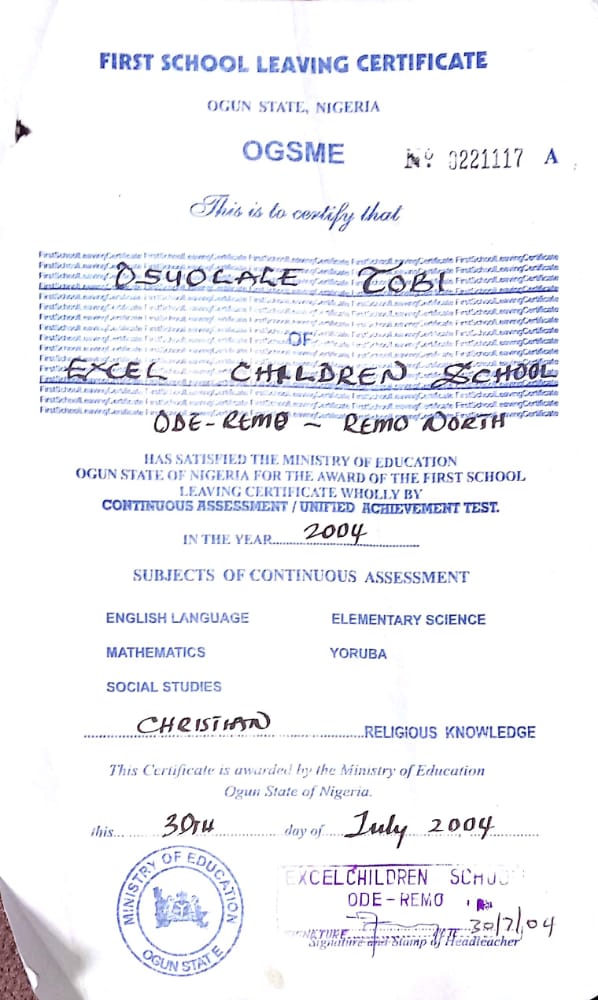 FIRST SCHOOL LEAVING CERTIFICATE
OGUN STATE, NIGERIA
OGSME
Nº 0221117 A
This is to certify that
OSUOLALE TOBI
OF
EXCEL CHILDREN SCHOOL
ODE-REMO ~ REMO NORTH
HAS SATISFIED THE MINISTRY OF EDUCATION
OGUN STATE OF NIGERIA FOR THE AWARD OF THE FIRST SCHOOL
LEAVING CERTIFICATE WHOLLY BY
CONTINUOUS ASSESSMENT / UNIFIED ACHIEVEMENT TEST.
IN THE YEAR 2004
SUBJECTS OF CONTINUOUS ASSESSMENT
ENGLISH LANGUAGE ELEMENTARY SCIENCE
MATHEMATICS YORUBA
SOCIAL STUDIES
CHRISTIAN RELIGIOUS KNOWLEDGE
This Certificate is awarded by the Ministry of Education
Ogun State of Nigeria.
this 30TH day of July 2004
MINISTRY OF EDUCATION
OGUN STATE
EXCEL CHILDREN SCHOOL
ODE-REMO
30/7/04
Signature and Stamp of Headteacher